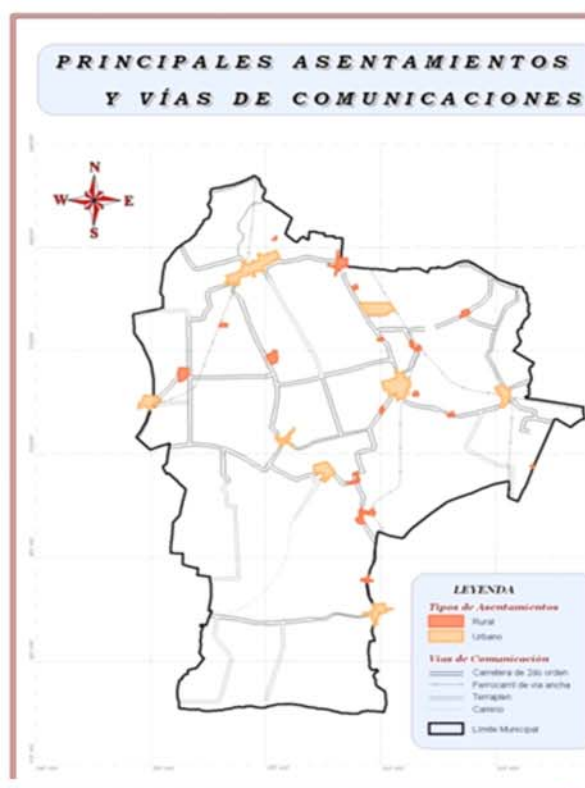 PRINCIPALES ASENTAMIENTOS
Y VÍAS DE COMUNICACIONES
N
W E
S
LEYENDA
Tipos de Asentamientos
Rural
Urbano
Vías de Comunicación
Carretera de 2do orden
Ferrocarril de vía ancha
Terraplen
Camino
Límite Municipal